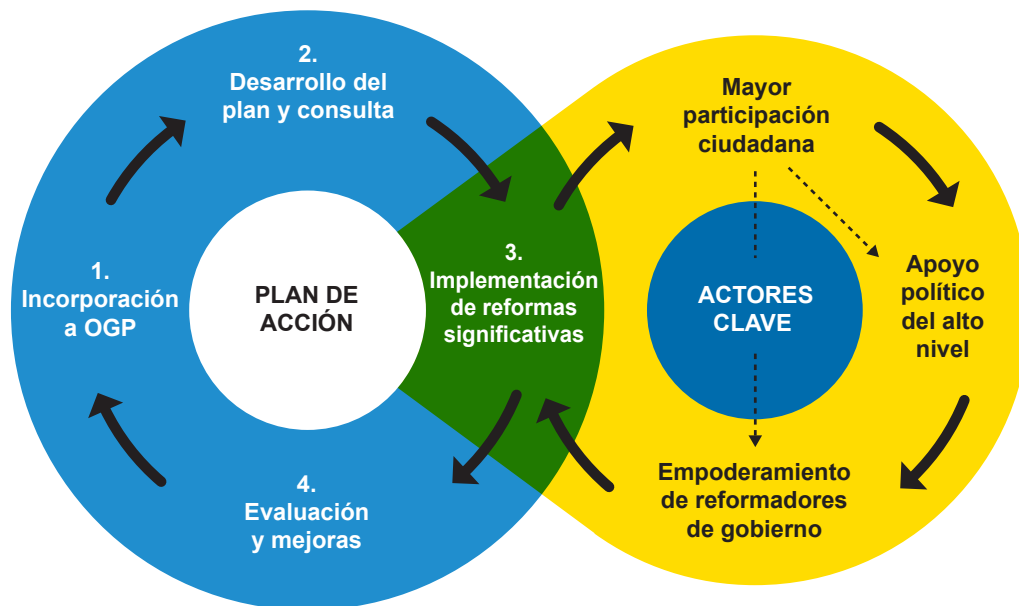 2.
Desarrollo del
plan y consulta
1.
Incorporación
a OGP
PLAN DE
ACCIÓN
3.
Implementación
de reformas
significativas
4.
Evaluación
y mejoras
Mayor
participación
ciudadana
ACTORES
CLAVE
Apoyo
político
del alto
nivel
Empoderamiento
de reformadores
de gobierno